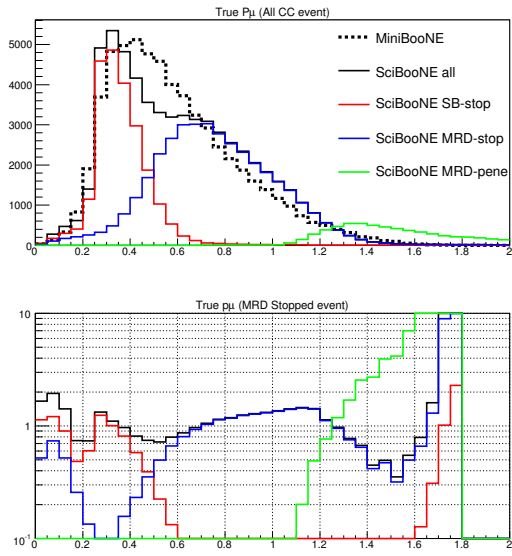 True Pμ (All CC event)
5000
4000
3000
2000
1000
0
MiniBooNE
SciBooNE all
SciBooNE SB-stop
SciBooNE MRD-stop
SciBooNE MRD-pene
0 0.2 0.4 0.6 0.8 1 1.2 1.4 1.6 1.8 2
True pμ (MRD Stopped event)
10
1
10-1
0 0.2 0.4 0.6 0.8 1 1.2 1.4 1.6 1.8 2